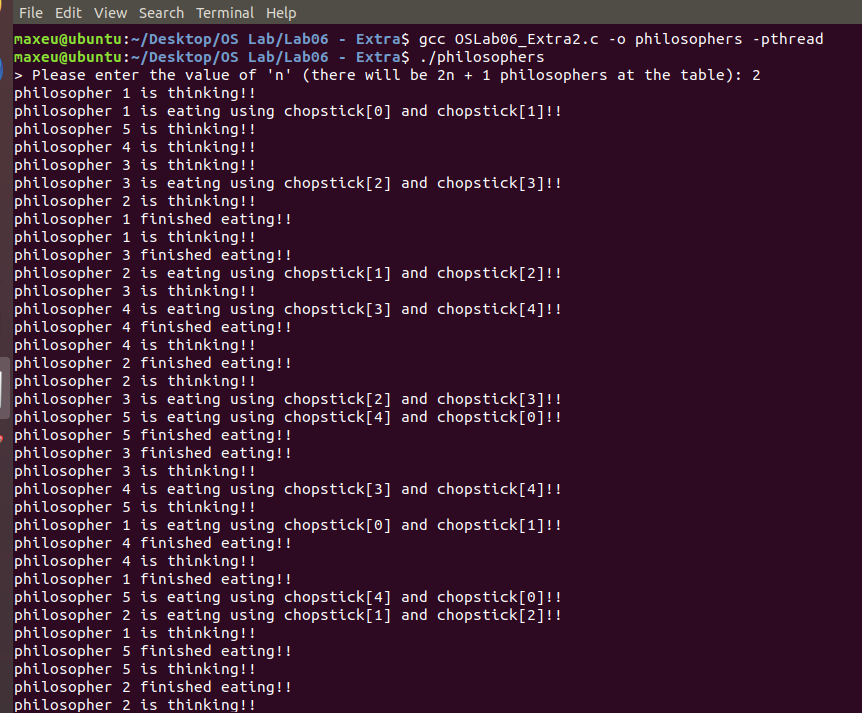 File Edit View Search Terminal Help
maxeu@ubuntu:~/Desktop/OS Lab/Lab06 - Extra$ gcc OSLab06_Extra2.c -o philosophers -pthread
maxeu@ubuntu:~/Desktop/OS Lab/Lab06 - Extra$ ./philosophers
> Please enter the value of 'n' (there will be 2n + 1 philosophers at the table): 2
philosopher 1 is thinking!!
philosopher 1 is eating using chopstick[0] and chopstick[1]!!
philosopher 5 is thinking!!
philosopher 4 is thinking!!
philosopher 3 is thinking!!
philosopher 3 is eating using chopstick[2] and chopstick[3]!!
philosopher 2 is thinking!!
philosopher 1 finished eating!!
philosopher 1 is thinking!!
philosopher 3 finished eating!!
philosopher 2 is eating using chopstick[1] and chopstick[2]!!
philosopher 3 is thinking!!
philosopher 4 is eating using chopstick[3] and chopstick[4]!!
philosopher 4 finished eating!!
philosopher 4 is thinking!!
philosopher 2 finished eating!!
philosopher 2 is thinking!!
philosopher 3 is eating using chopstick[2] and chopstick[3]!!
philosopher 5 is eating using chopstick[4] and chopstick[0]!!
philosopher 5 finished eating!!
philosopher 3 finished eating!!
philosopher 3 is thinking!!
philosopher 4 is eating using chopstick[3] and chopstick[4]!!
philosopher 5 is thinking!!
philosopher 1 is eating using chopstick[0] and chopstick[1]!!
philosopher 4 finished eating!!
philosopher 4 is thinking!!
philosopher 1 finished eating!!
philosopher 5 is eating using chopstick[4] and chopstick[0]!!
philosopher 2 is eating using chopstick[1] and chopstick[2]!!
philosopher 1 is thinking!!
philosopher 5 finished eating!!
philosopher 5 is thinking!!
philosopher 2 finished eating!!
philosopher 2 is thinking!!